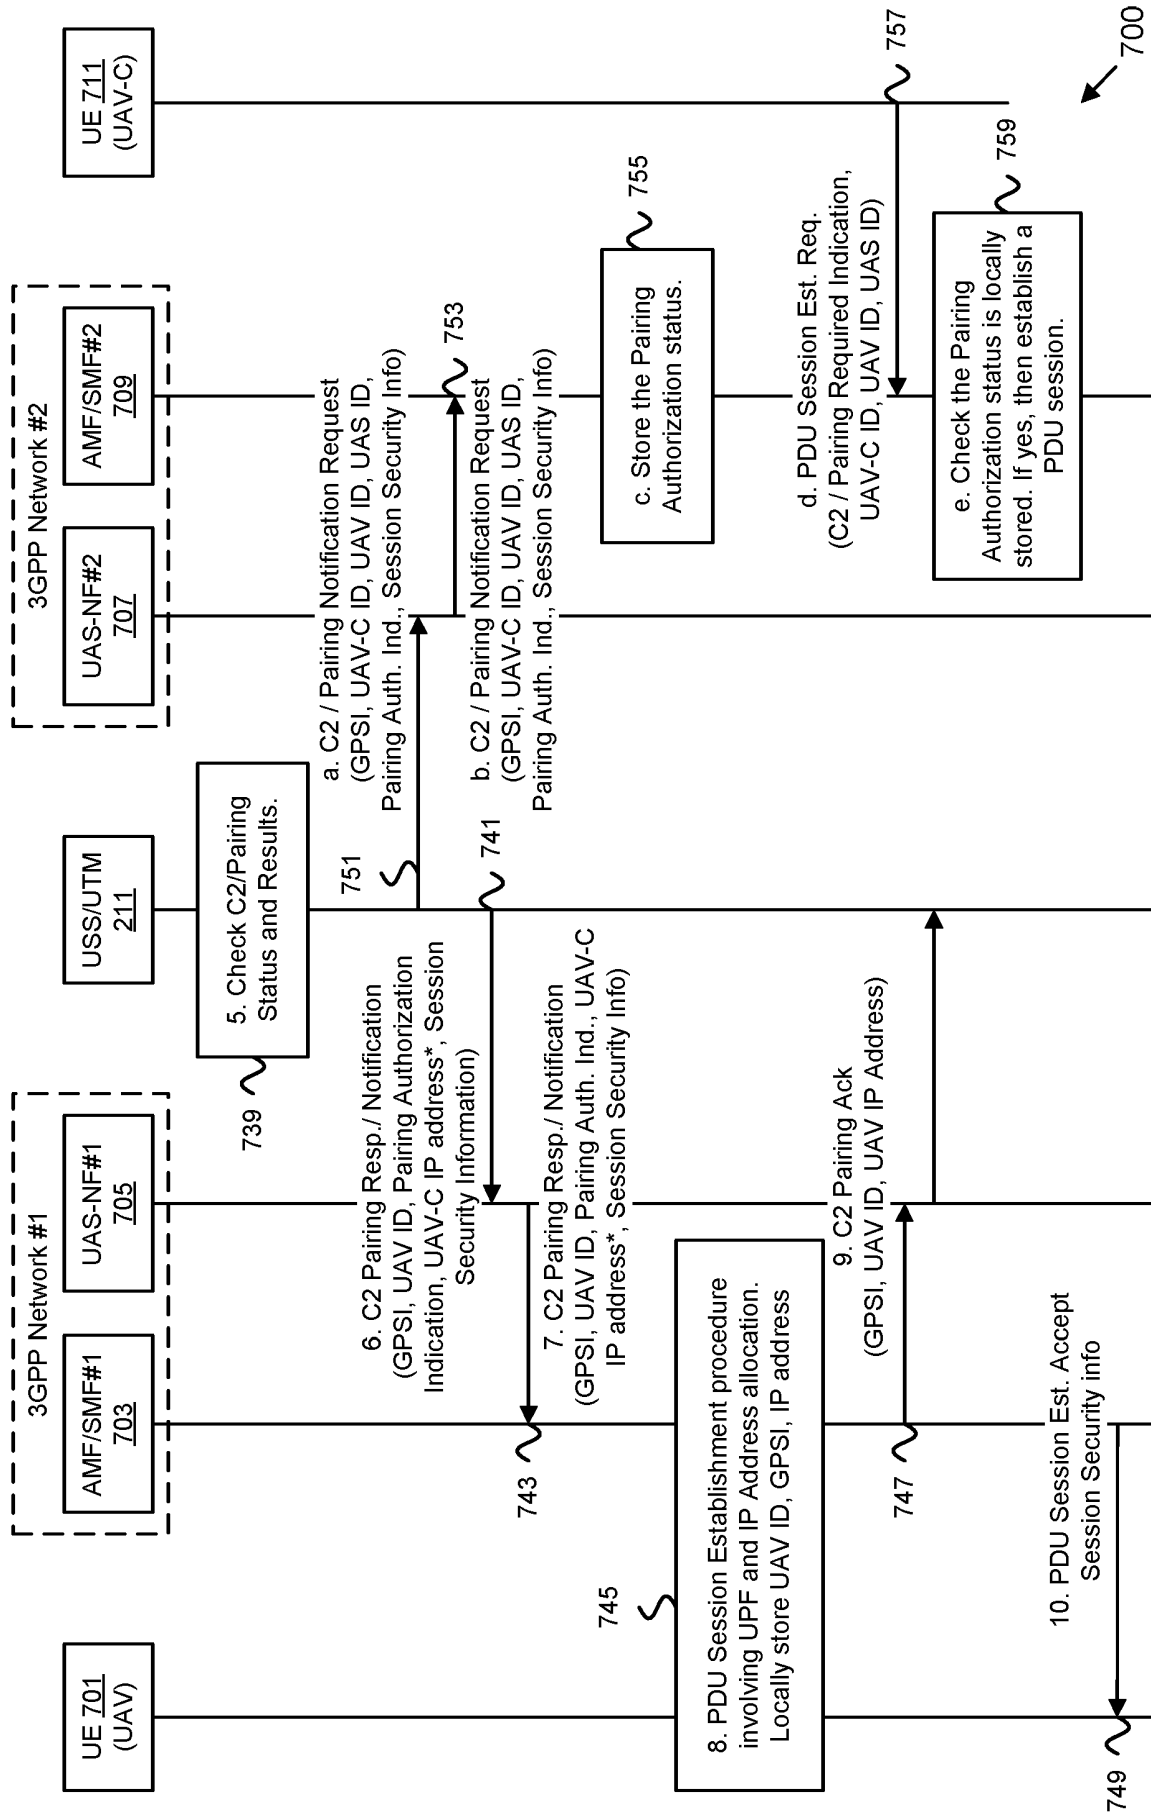 3GPP Network #1
3GPP Network #2
UE 701
(UAV)
AMF/SMF#1
703
UAS-NF#1
705
USS/UTM
211
UAS-NF#2
707
AMF/SMF#2
709
UE 711
(UAV-C)
5. Check C2/Pairing
Status and Results.
739
a. C2 / Pairing Notification Request
(GPSI, UAV-C ID, UAV ID, UAS ID,
Pairing Auth. Ind., Session Security Info)
751
6. C2 Pairing Resp./ Notification
(GPSI, UAV ID, Pairing Authorization
Indication, UAV-C IP address*, Session
Security Information)
741
b. C2 / Pairing Notification Request
(GPSI, UAV-C ID, UAV ID, UAS ID,
Pairing Auth. Ind., Session Security Info)
753
7. C2 Pairing Resp./ Notification
(GPSI, UAV ID, Pairing Auth. Ind., UAV-C
IP address*, Session Security Info)
743
c. Store the Pairing
Authorization status.
755
8. PDU Session Establishment procedure
involving UPF and IP Address allocation.
Locally store UAV ID, GPSI, IP address
745
d. PDU Session Est. Req.
(C2 / Pairing Required Indication,
UAV-C ID, UAV ID, UAS ID)
757
9. C2 Pairing Ack
(GPSI, UAV ID, UAV IP Address)
747
e. Check the Pairing
Authorization status is locally
stored. If yes, then establish a
PDU session.
759
10. PDU Session Est. Accept
Session Security info
749
700